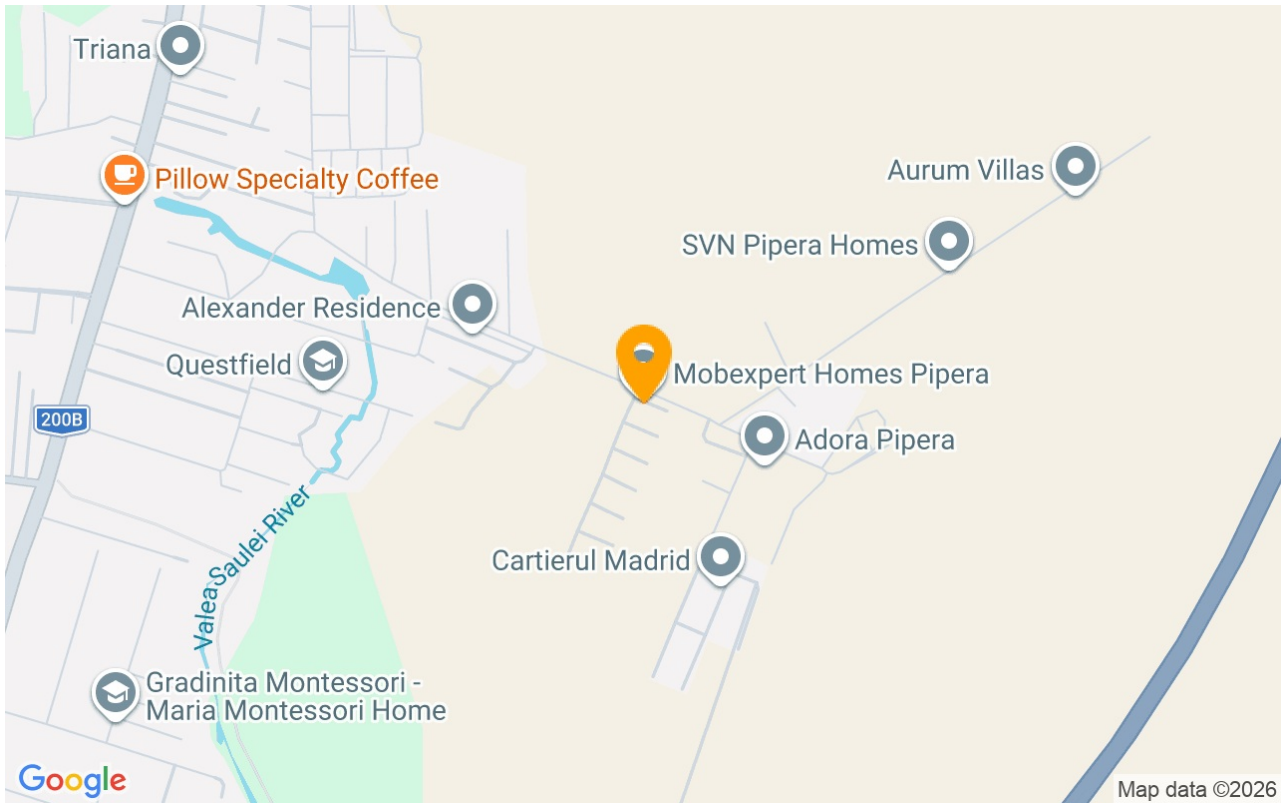 Triana
Pillow Specialty Coffee
Aurum Villas
SVN Pipera Homes
Alexander Residence
Questfield
Mobexpert Homes Pipera
200B
Adora Pipera
Valea Saulei River
Cartierul Madrid
Gradinita Montessori -
Maria Montessori Home
Google
Map data ©2026